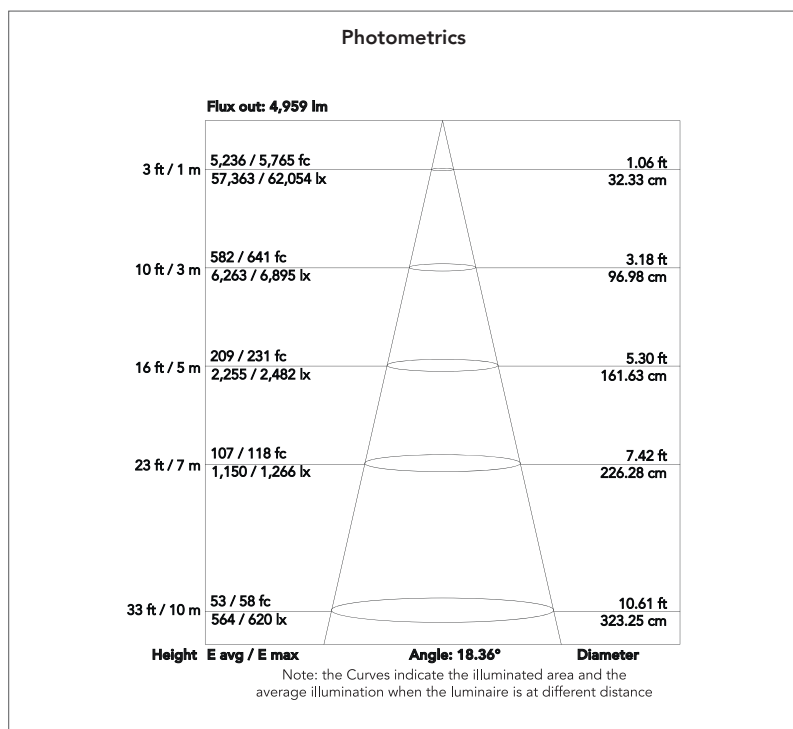 Photometrics
Flux out: 4,959 lm
3 ft / 1 m
5,236 / 5,765 fc
57,363 / 62,054 lx
1.06 ft
32.33 cm
10 ft / 3 m
582 / 641 fc
6,263 / 6,895 lx
3.18 ft
96.98 cm
16 ft / 5 m
209 / 231 fc
2,255 / 2,482 lx
5.30 ft
161.63 cm
23 ft / 7 m
107 / 118 fc
1,150 / 1,266 lx
7.42 ft
226.28 cm
33 ft / 10 m
53 / 58 fc
564 / 620 lx
10.61 ft
323.25 cm
Height E avg / E max Angle: 18.36° Diameter
Note: the Curves indicate the illuminated area and the
average illumination when the luminaire is at different distance